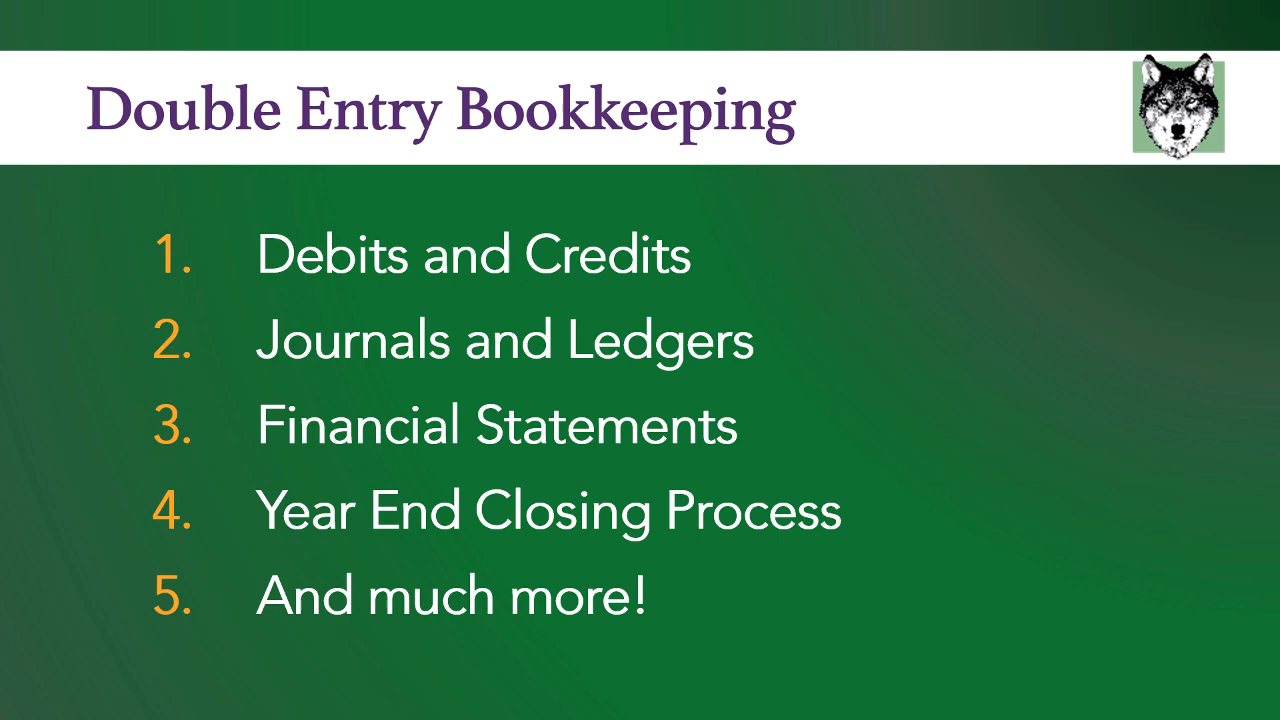 Double Entry Bookkeeping
1. Debits and Credits
2. Journals and Ledgers
3. Financial Statements
4. Year End Closing Process
5. And much more!